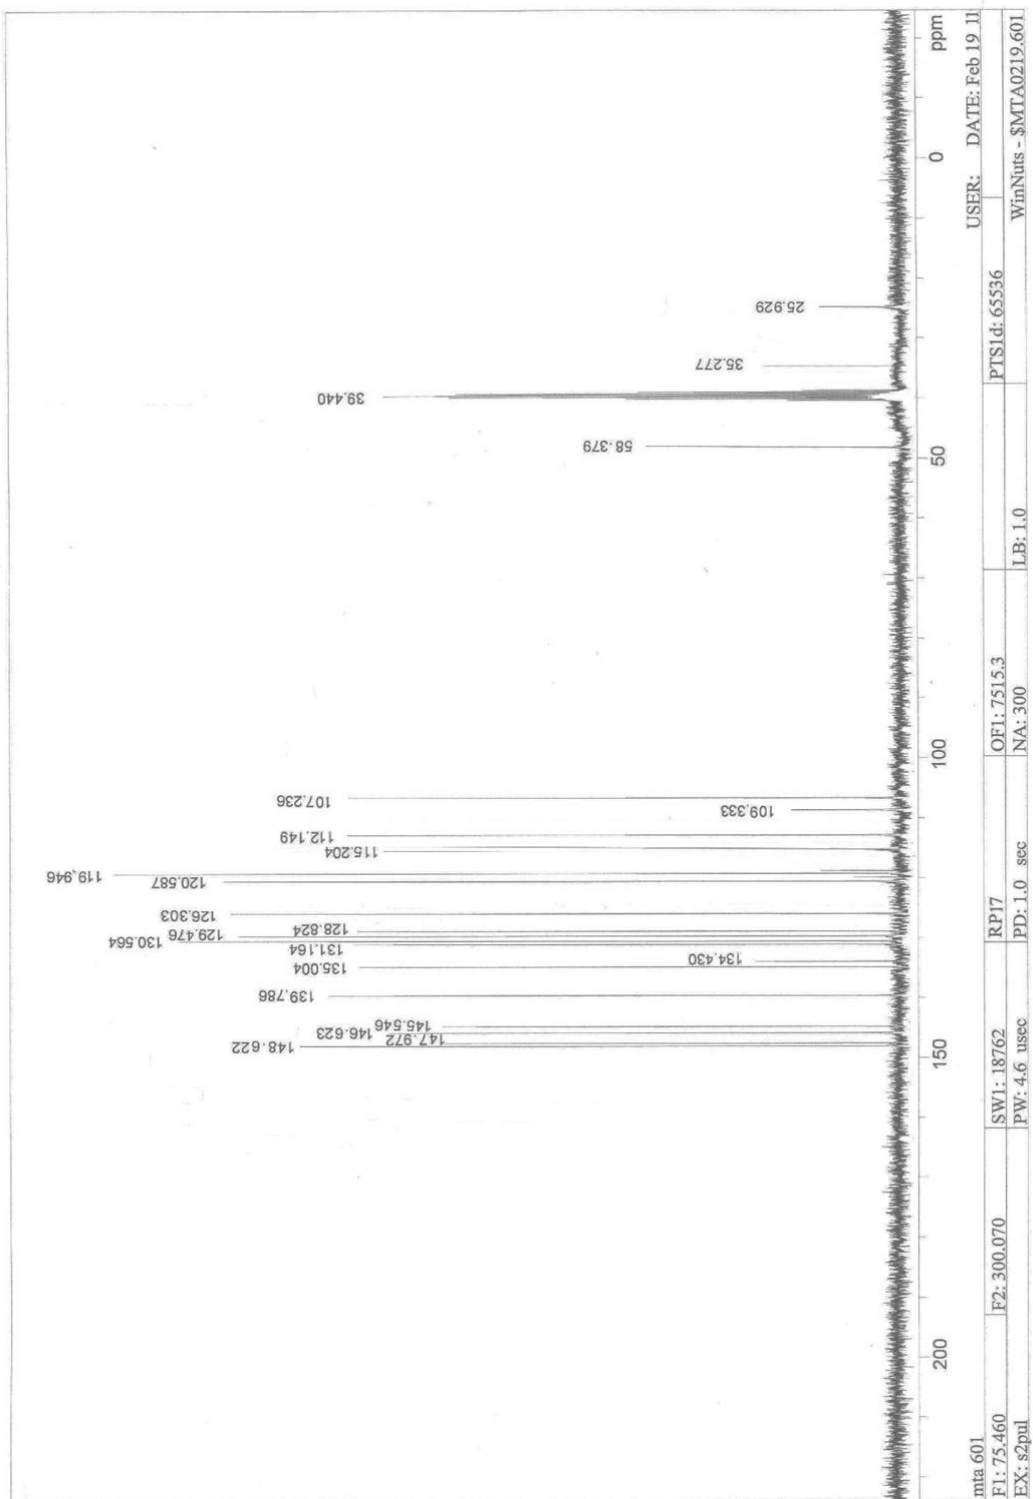 148.622
147.972
146.623
145.546
139.786
135.004
134.430
131.164
130.564
129.476
128.824
126.303
120.587
119.946
115.204
112.149
109.333
107.236
58.379
39.440
35.277
25.929
200
150
100
50
0
ppm
mta 601
USER: DATE: Feb 19 11
F1: 75.460
F2: 300.070
SW1: 18762
RP17
OF1: 7515.3
PTS1d: 65536
EX: s2pul
PW: 4.6 usec
PD: 1.0 sec
NA: 300
LB: 1.0
WinNuts - $MTA0219.601